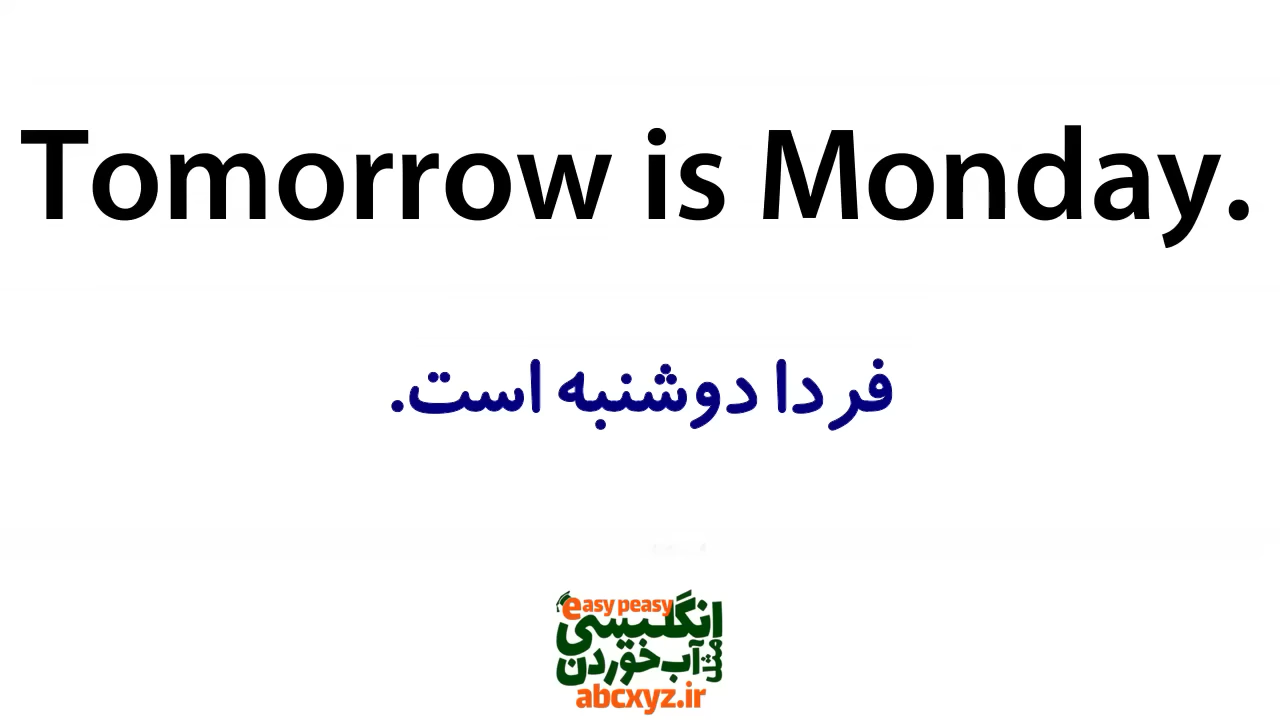 Tomorrow is Monday.
فردا دوشنبه است.
easy peasy
انگلیسی
مثل آب خوردن
abcxyz.ir